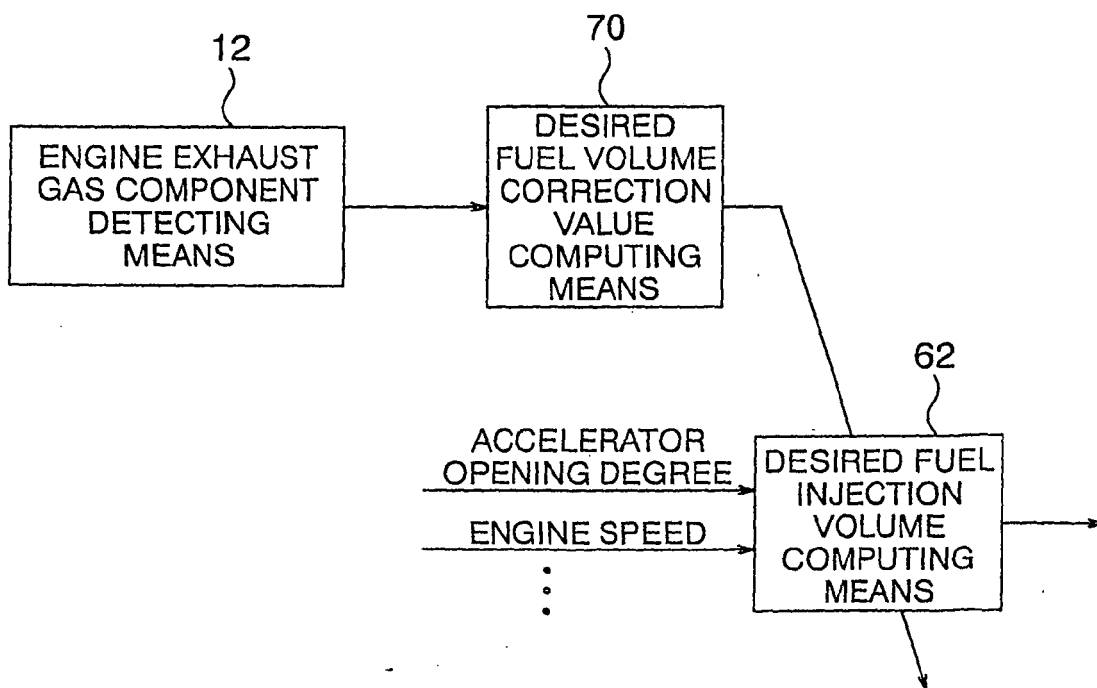 12
ENGINE EXHAUST
GAS COMPONENT
DETECTING
MEANS
70
DESIRED
FUEL VOLUME
CORRECTION
VALUE
COMPUTING
MEANS
ACCELERATOR
OPENING DEGREE
ENGINE SPEED
62
DESIRED FUEL
INJECTION
VOLUME
COMPUTING
MEANS